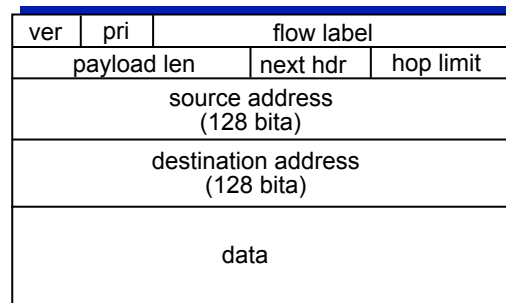 ver pri flow label
payload len next hdr hop limit
source address
(128 bita)
destination address
(128 bita)
data